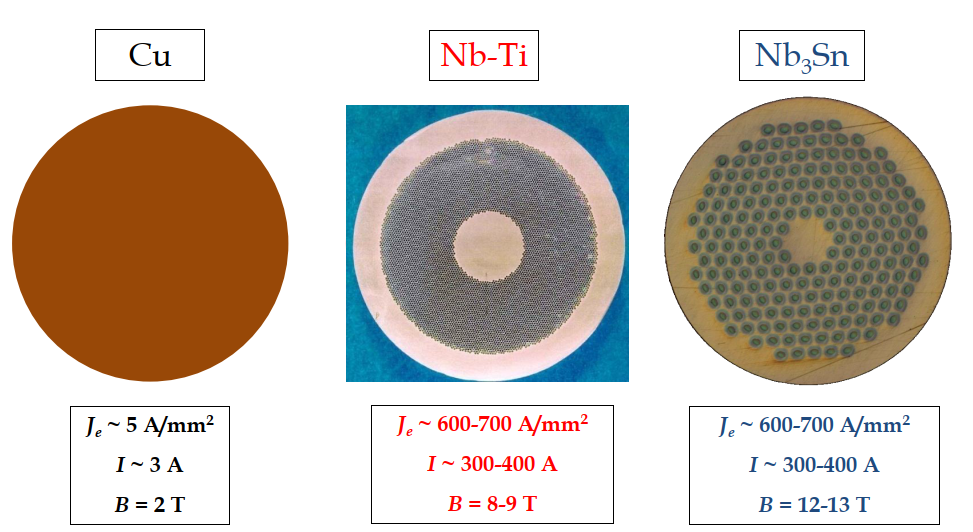 Cu
Nb-Ti
Nb₃Sn
Jₑ ~ 5 A/mm²
I ~ 3 A
B = 2 T
Jₑ ~ 600-700 A/mm²
I ~ 300-400 A
B = 8-9 T
Jₑ ~ 600-700 A/mm²
I ~ 300-400 A
B = 12-13 T